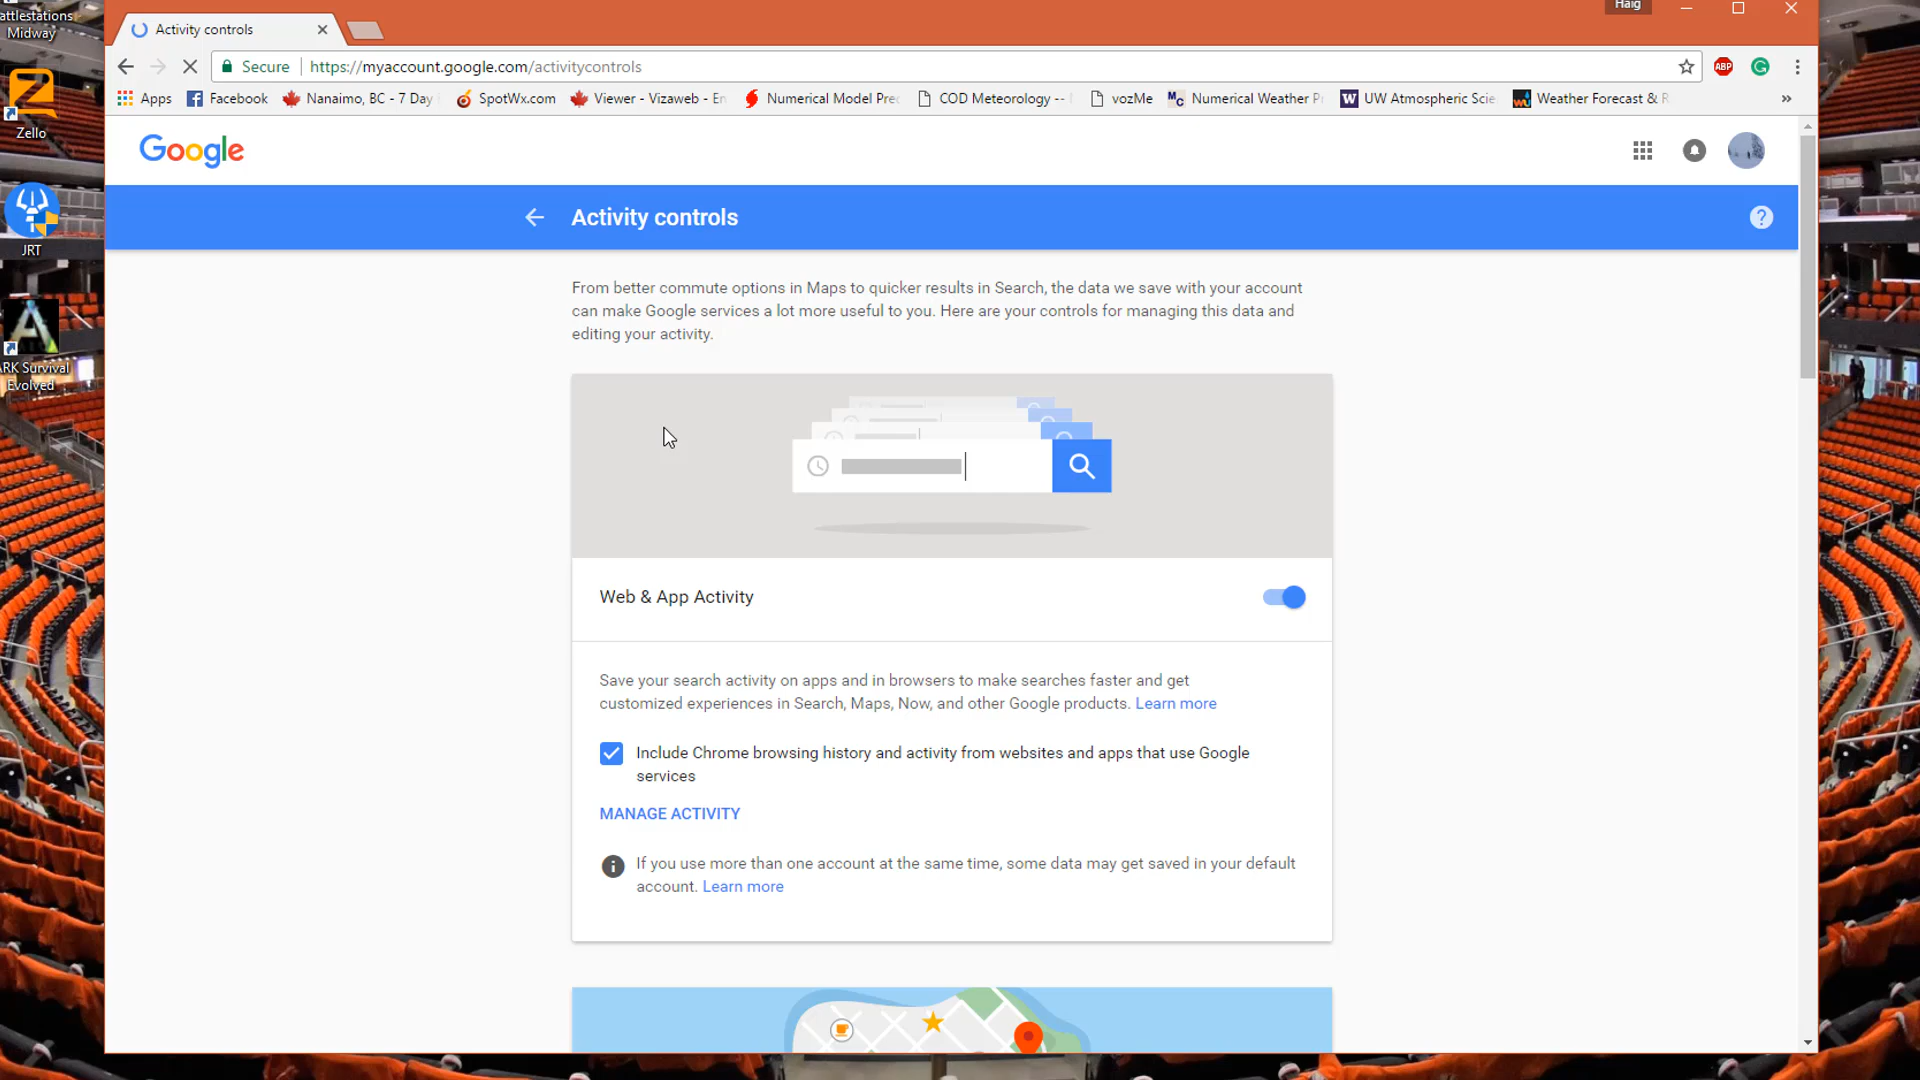 attlestations
Midway
Haig
Activity controls
Secure
https://myaccount.google.com/activitycontrols
Apps
Facebook
Nanaimo, BC - 7 Day
SpotWx.com
Viewer - Vizaweb - En
Numerical Model Prec
COD Meteorology --
vozMe
Numerical Weather P
UW Atmospheric Scie
Weather Forecast & R
»
ABP
Zello
Google
Activity controls
JRT
From better commute options in Maps to quicker results in Search, the data we save with your account
can make Google services a lot more useful to you. Here are your controls for managing this data and
editing your activity.
RK Survival
Evolved
Web & App Activity
Save your search activity on apps and in browsers to make searches faster and get
customized experiences in Search, Maps, Now, and other Google products. Learn more
Include Chrome browsing history and activity from websites and apps that use Google
services
MANAGE ACTIVITY
If you use more than one account at the same time, some data may get saved in your default
account. Learn more